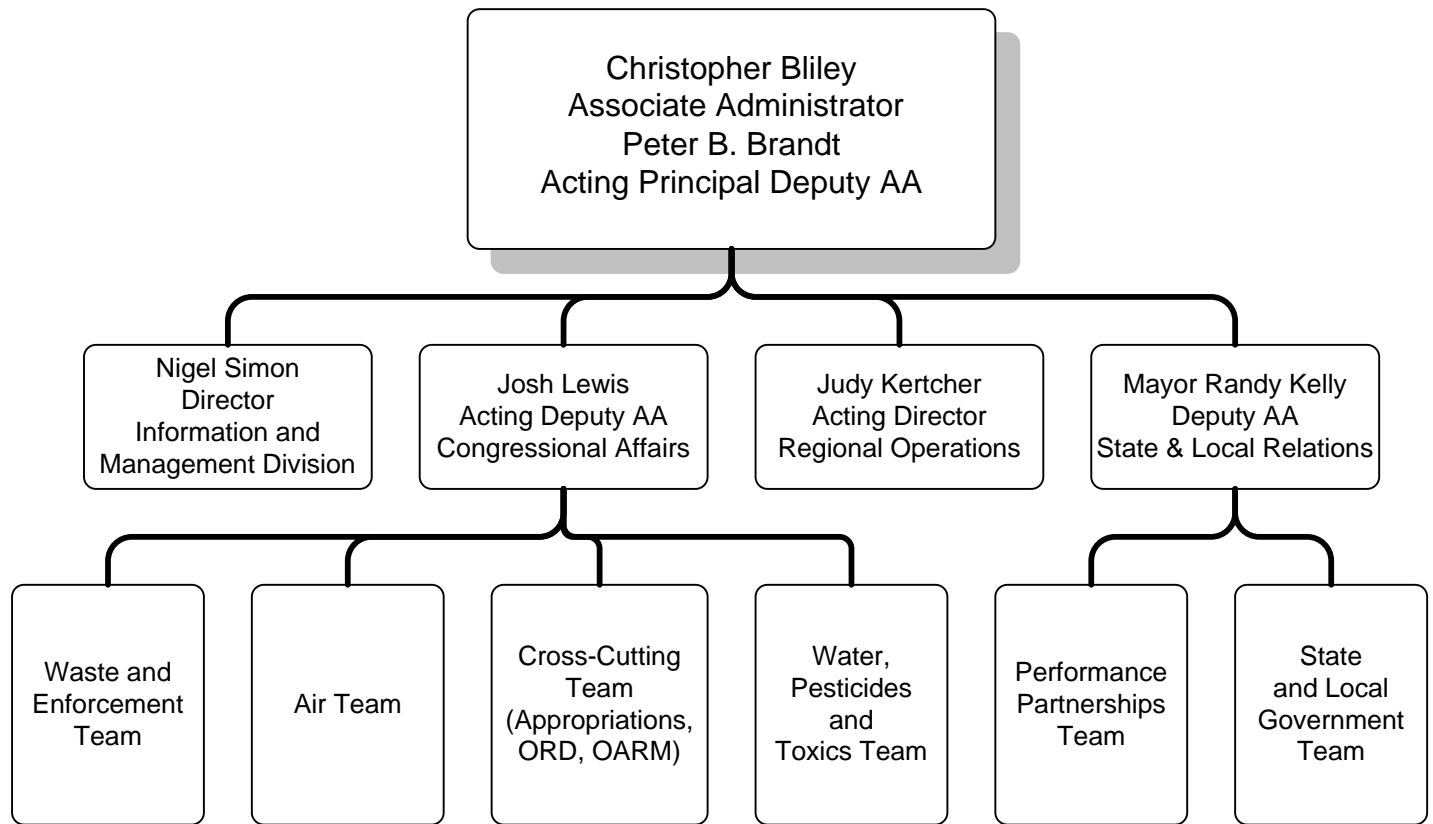 Christopher Bliley
Associate Administrator
Peter B. Brandt
Acting Principal Deputy AA
Nigel Simon
Director
Information and
Management Division
Josh Lewis
Acting Deputy AA
Congressional Affairs
Judy Kertcher
Acting Director
Regional Operations
Mayor Randy Kelly
Deputy AA
State & Local Relations
Waste and
Enforcement
Team
Air Team
Cross-Cutting
Team
(Appropriations,
ORD, OARM)
Water,
Pesticides
and
Toxics Team
Performance
Partnerships
Team
State
and Local
Government
Team